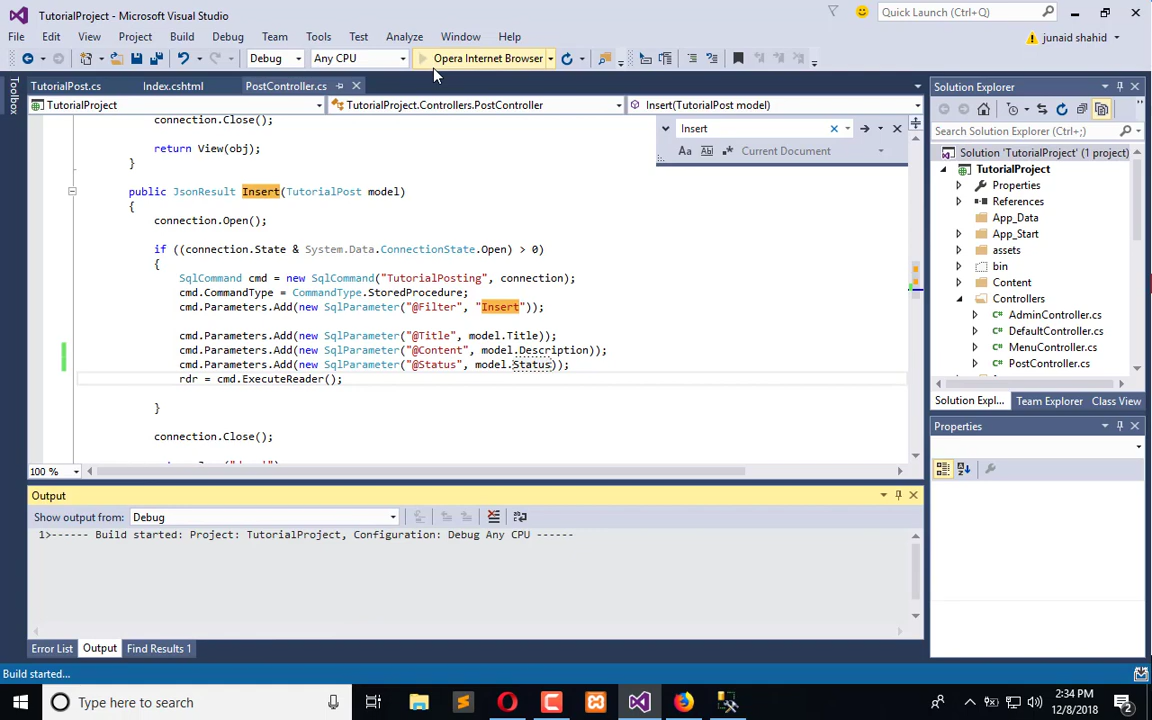 TutorialProject - Microsoft Visual Studio
Quick Launch (Ctrl+Q)
File Edit View Project Build Debug Team Tools Test Analyze Window Help
junaid shahid
Debug Any CPU Opera Internet Browser
Toolbox
TutorialPost.cs Index.cshtml PostController.cs
TutorialProject TutorialProject.Controllers.PostController Insert(TutorialPost model)
Insert
Aa Current Document
connection.Close();
return View(obj);
}
public JsonResult Insert(TutorialPost model)
{
connection.Open();
if ((connection.State & System.Data.ConnectionState.Open) > 0)
{
SqlCommand cmd = new SqlCommand("TutorialPosting", connection);
cmd.CommandType = CommandType.StoredProcedure;
cmd.Parameters.Add(new SqlParameter("@Filter", "Insert"));
cmd.Parameters.Add(new SqlParameter("@Title", model.Title));
cmd.Parameters.Add(new SqlParameter("@Content", model.Description));
cmd.Parameters.Add(new SqlParameter("@Status", model.Status));
rdr = cmd.ExecuteReader();
}
connection.Close();
100 %
Solution Explorer
Search Solution Explorer (Ctrl+;)
Solution 'TutorialProject' (1 project)
TutorialProject
Properties
References
App_Data
App_Start
assets
bin
Content
Controllers
AdminController.cs
DefaultController.cs
MenuController.cs
PostController.cs
Solution Expl... Team Explorer Class View
Properties
Output
Show output from: Debug
1>------ Build started: Project: TutorialProject, Configuration: Debug Any CPU ------
Error List Output Find Results 1
Build started...
Type here to search
2:34 PM
12/8/2018
2